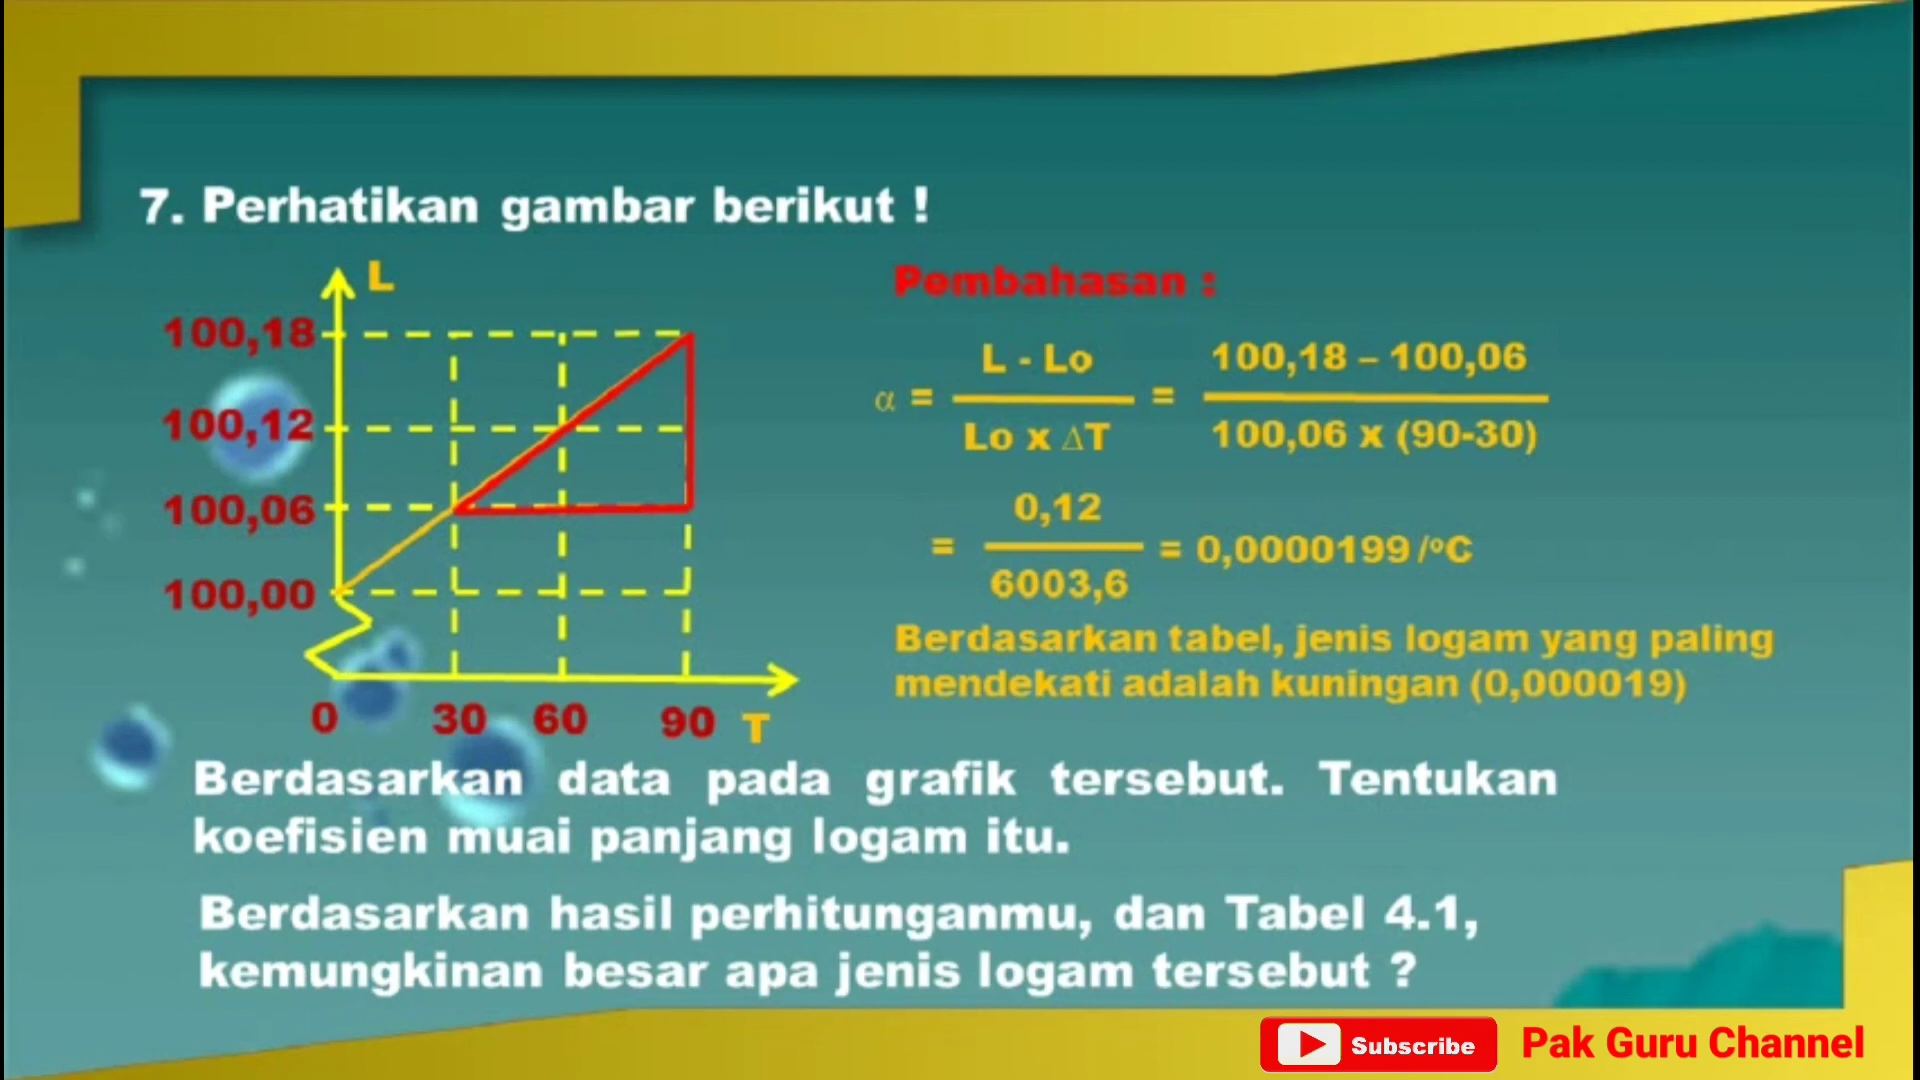 7. Perhatikan gambar berikut !
L
100,18
100,12
100,06
100,00
0 30 60 90 T
Pembahasan :
α = L - Lo / Lo x ΔT = 100,18 – 100,06 / 100,06 x (90-30)
= 0,12 / 6003,6 = 0,0000199 /°C
Berdasarkan tabel, jenis logam yang paling
mendekati adalah kuningan (0,000019)
Berdasarkan data pada grafik tersebut. Tentukan
koefisien muai panjang logam itu.
Berdasarkan hasil perhitunganmu, dan Tabel 4.1,
kemungkinan besar apa jenis logam tersebut ?
Subscribe Pak Guru Channel